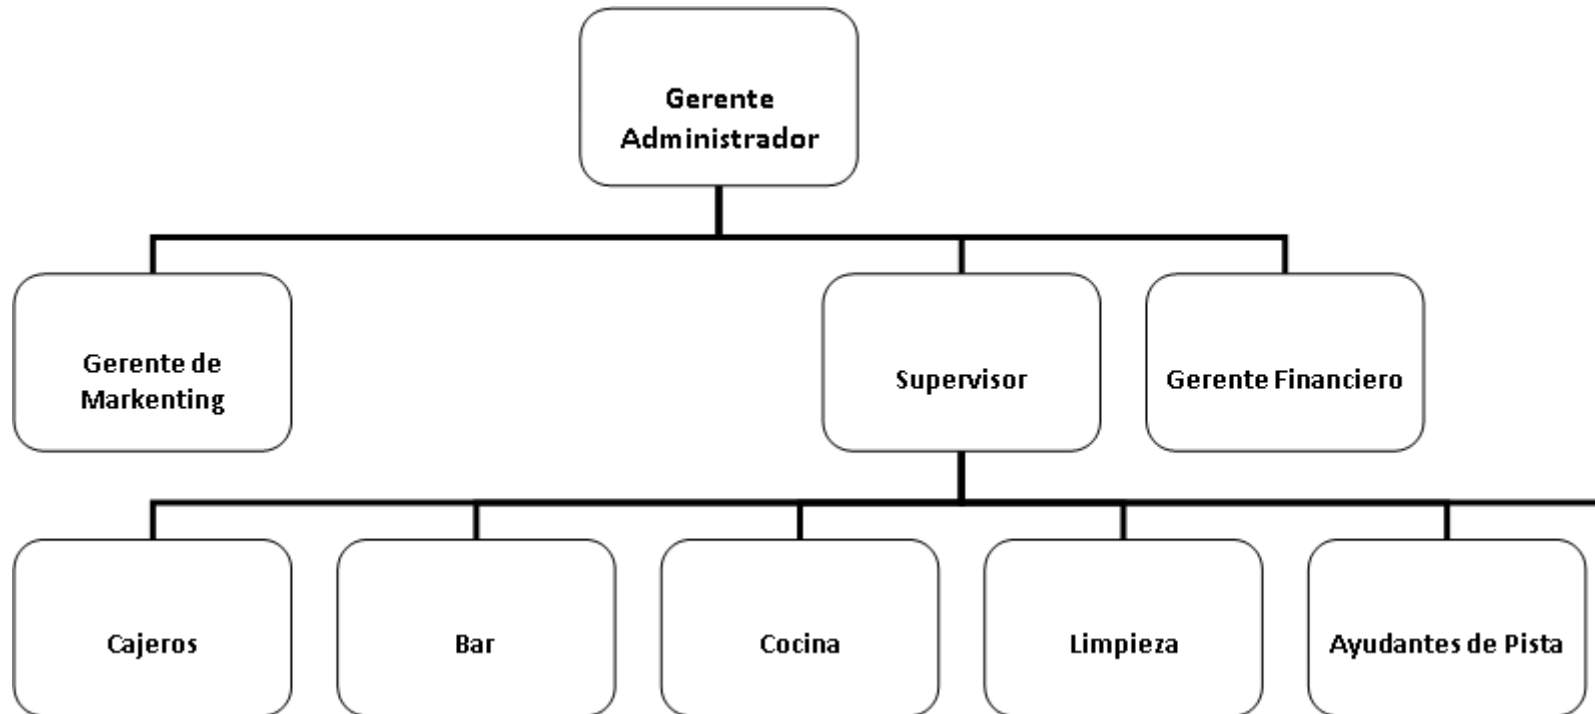 Gerente
Administrador
Gerente de
Markenting
Supervisor
Gerente Financiero
Cajeros
Bar
Cocina
Limpieza
Ayudantes de Pista